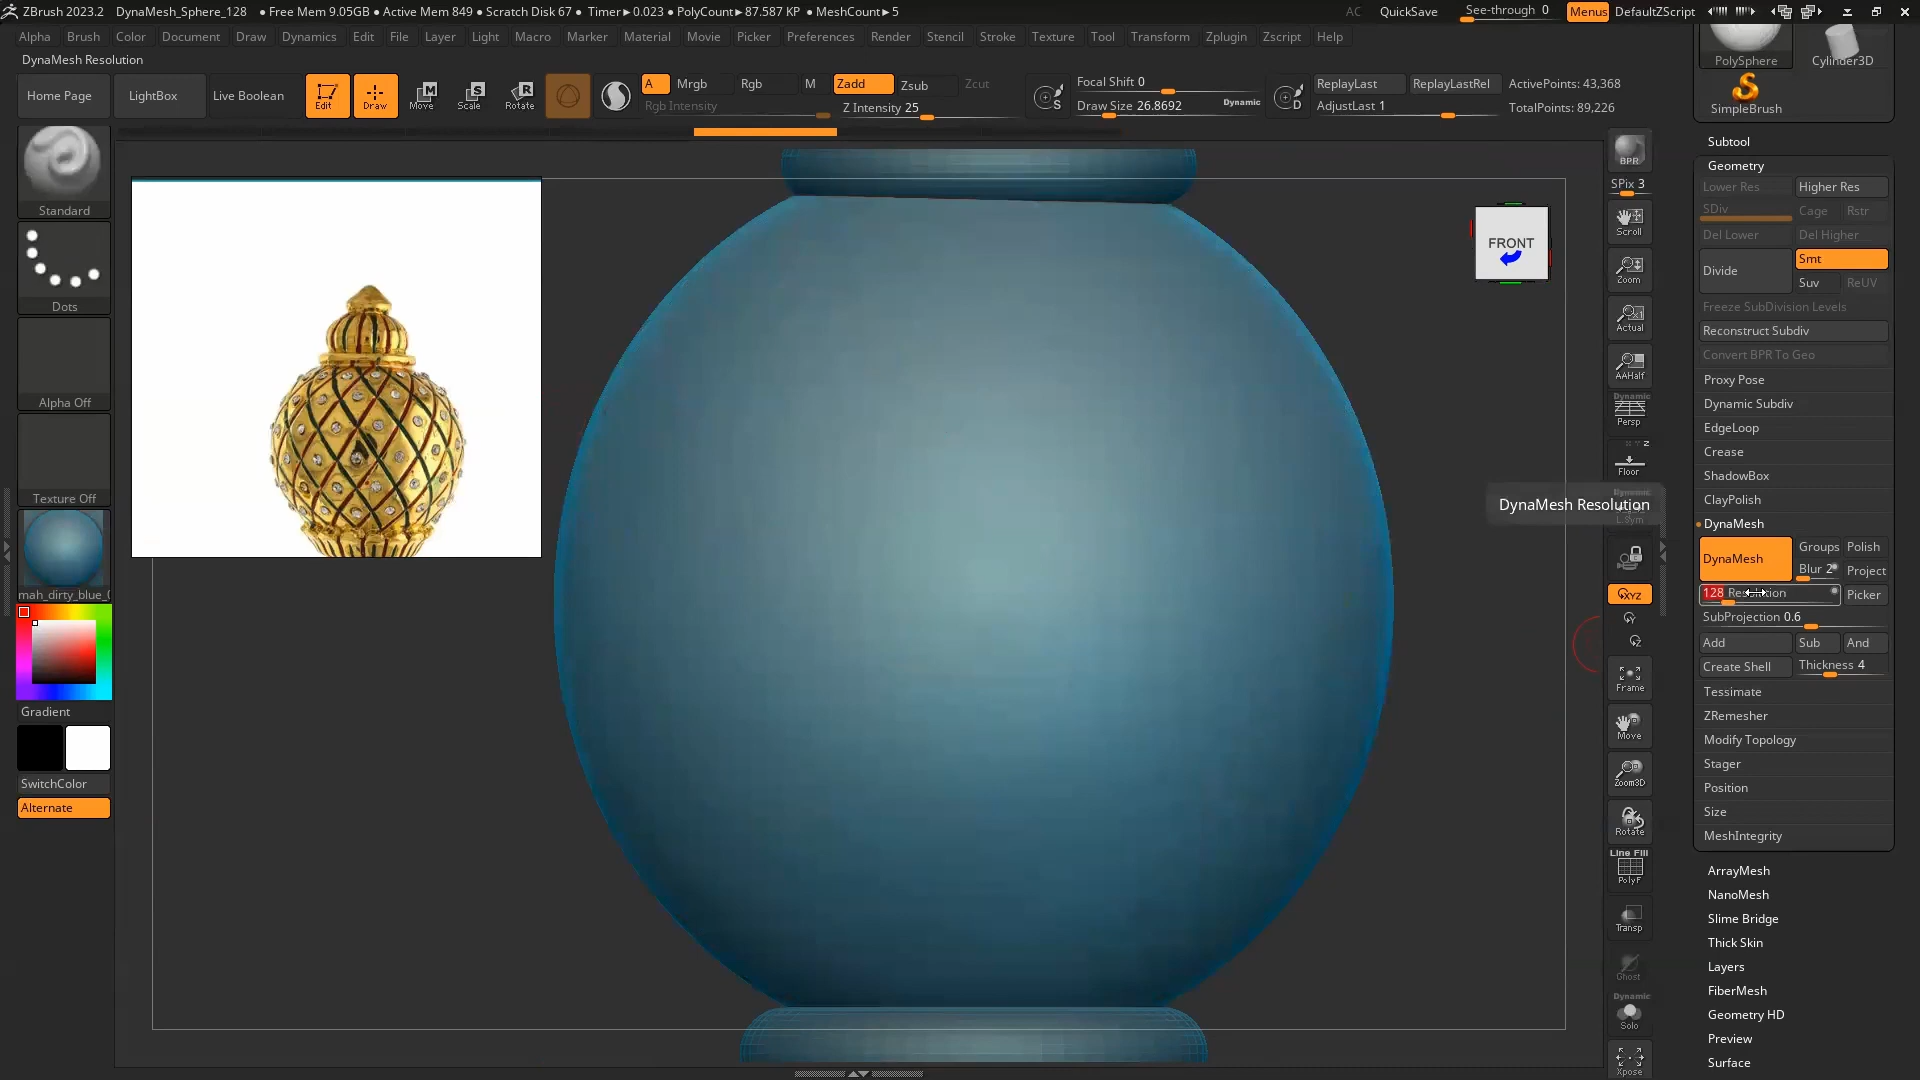 ZBrush 2023.2 DynaMesh_Sphere_128 ● Free Mem 9.05GB ● Active Mem 849 ● Scratch Disk 67 ● Timer►0.023 ● PolyCount►87.587 KP ● MeshCount►5 AC QuickSave See-through 0 Menus DefaultZScript
Alpha Brush Color Document Draw Dynamics Edit File Layer Light Macro Marker Material Movie Picker Preferences Render Stencil Stroke Texture Tool Transform Zplugin Zscript Help
DynaMesh Resolution
Home Page LightBox Live Boolean Edit Draw Move Scale Rotate
A Mrgb Rgb M Zadd Zsub Zcut
Rgb Intensity Z Intensity 25
Focal Shift 0
Draw Size 26.8692 Dynamic
ReplayLast ReplayLastRel ActivePoints: 43,368
AdjustLast 1 TotalPoints: 89,226
Standard
Dots
Alpha Off
Texture Off
mah_dirty_blue_0
Gradient
SwitchColor
Alternate
FRONT
DynaMesh Resolution
BPR
SPix 3
Scroll
Zoom
Actual
AAHalf
Dynamic
Persp
Floor
L.Sym
XYZ
Frame
Move
Zoom3D
Rotate
Line Fill
PolyF
Transp
Ghost
Dynamic
Solo
Xpose
PolySphere Cylinder3D
SimpleBrush
Subtool
Geometry
Lower Res Higher Res
SDiv Cage Rstr
Del Lower Del Higher
Divide Smt
Suv ReUV
Freeze SubDivision Levels
Reconstruct Subdiv
Convert BPR To Geo
Proxy Pose
Dynamic Subdiv
EdgeLoop
Crease
ShadowBox
ClayPolish
DynaMesh
DynaMesh Groups Polish
Blur 2 Project
128 Resolution Picker
SubProjection 0.6
Add Sub And
Create Shell Thickness 4
Tessimate
ZRemesher
Modify Topology
Stager
Position
Size
MeshIntegrity
ArrayMesh
NanoMesh
Slime Bridge
Thick Skin
Layers
FiberMesh
Geometry HD
Preview
Surface